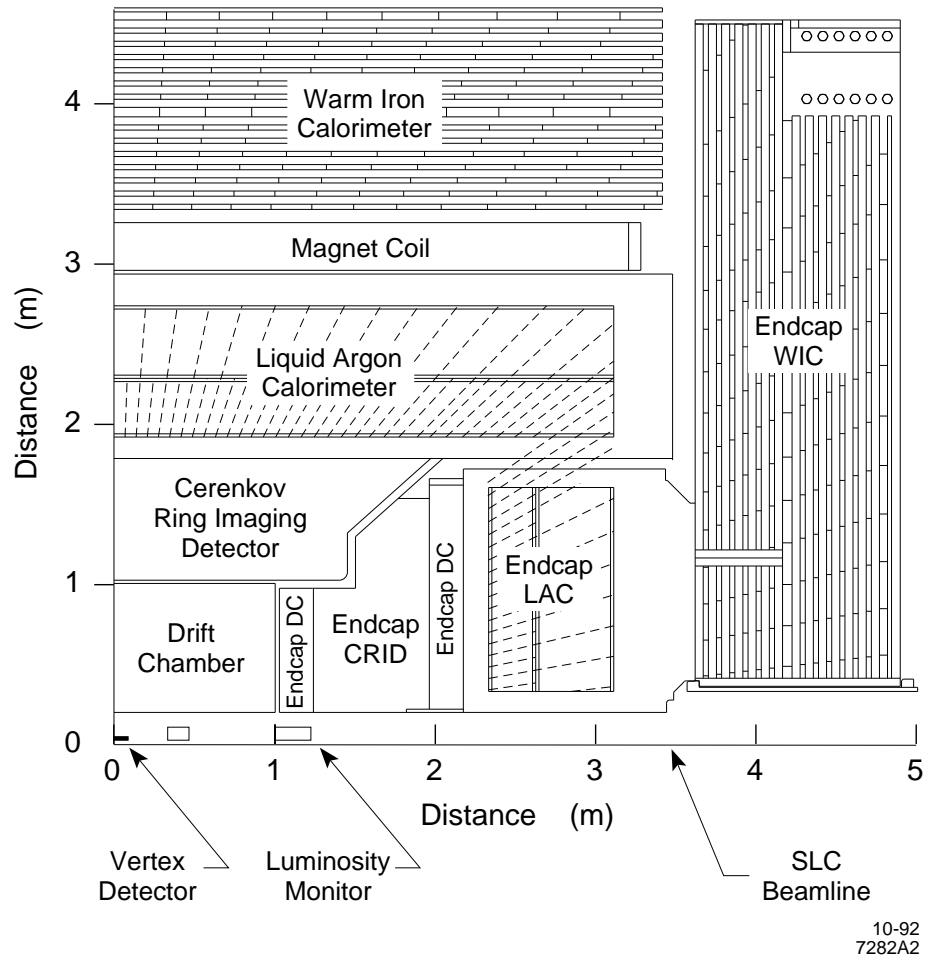 4
Warm Iron
Calorimeter
3
Magnet Coil
Distance (m)
Liquid Argon
Calorimeter
Endcap
WIC
2
Cerenkov
Ring Imaging
Detector
1
Drift
Chamber
Endcap DC
Endcap
CRID
Endcap DC
Endcap
LAC
0
0 1 2 3 4 5
Distance (m)
Vertex
Detector
Luminosity
Monitor
SLC
Beamline
10-92
7282A2